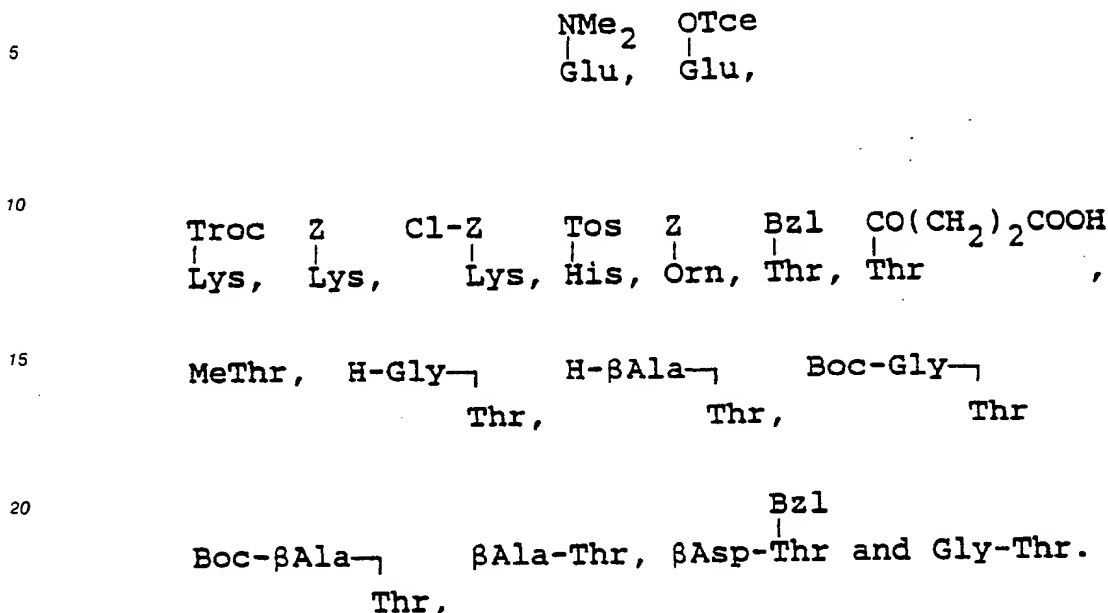 NMe2 OTce
5
Glu, Glu,
10
Troc Z Cl-Z Tos Z Bzl CO(CH2)2COOH
Lys, Lys, Lys, His, Orn, Thr, Thr ,
15
MeThr, H-Gly H-βAla Boc-Gly
Thr, Thr, Thr
20
Bzl
Boc-βAla βAla-Thr, βAsp-Thr and Gly-Thr.
Thr,